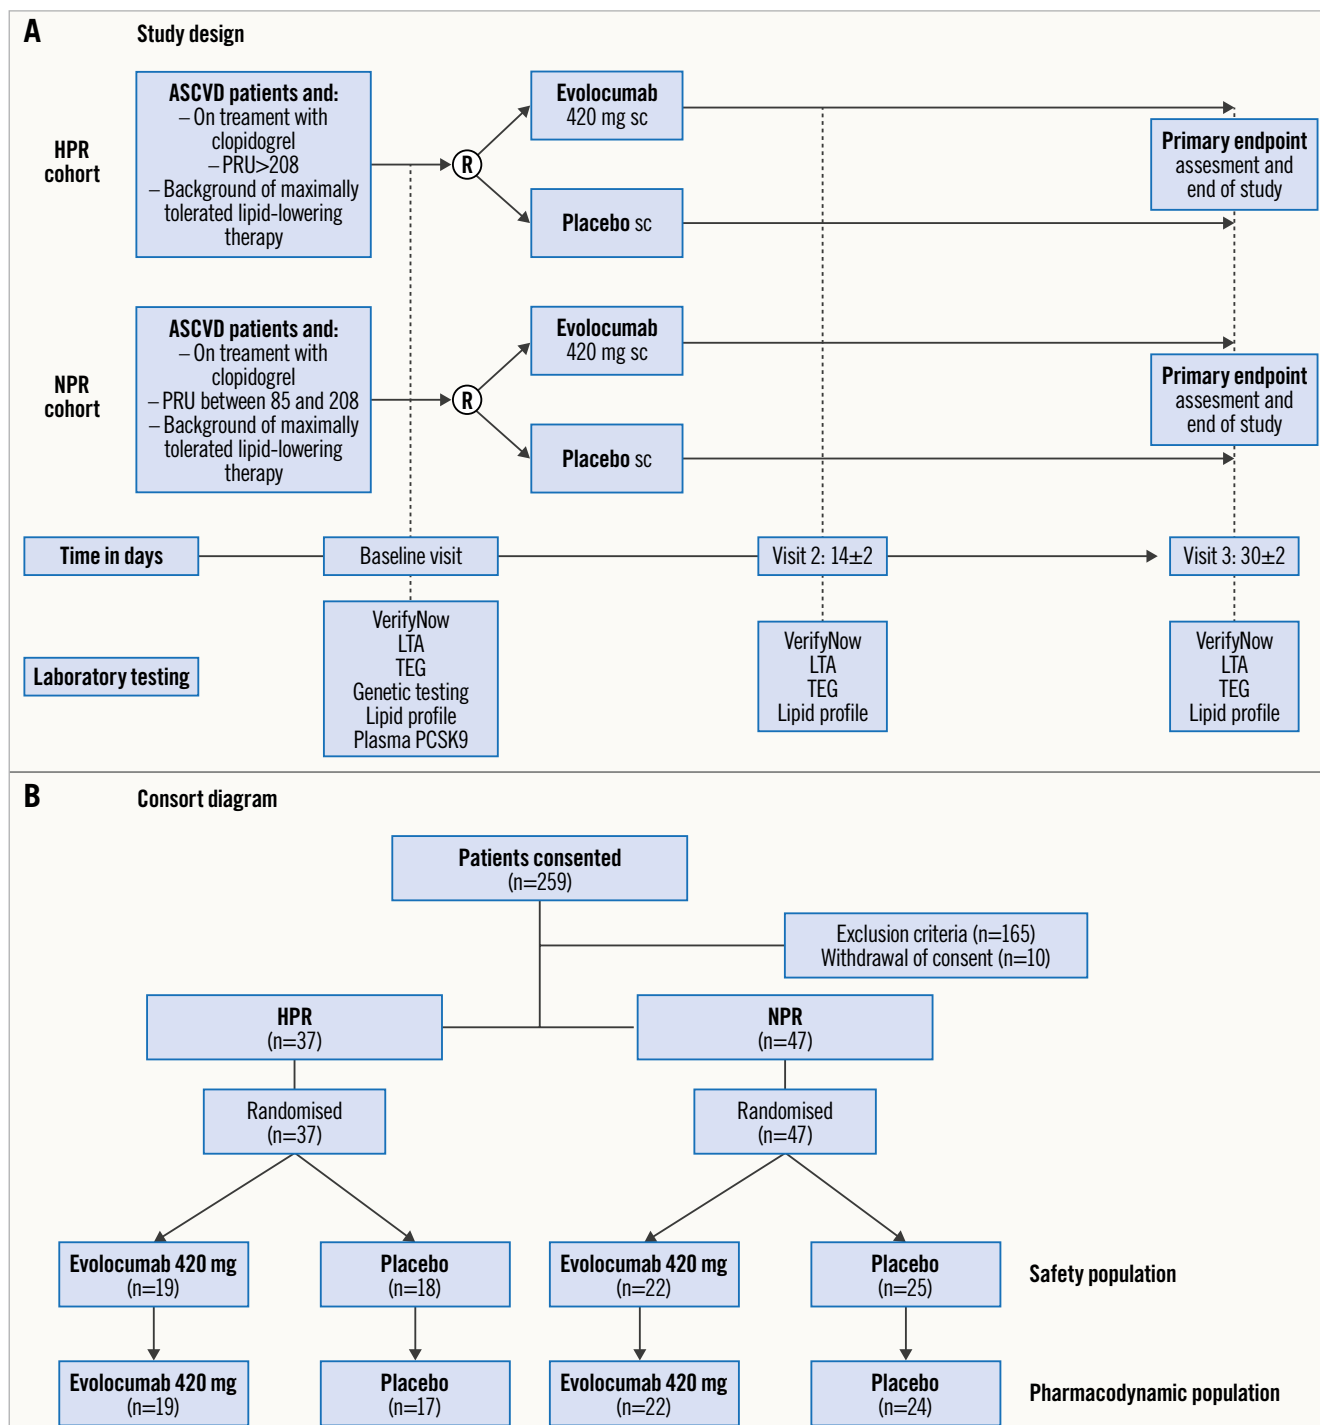 A
Study design
HPR
cohort
ASCVD patients and:
– On treament with
clopidogrel
– PRU>208
– Background of maximally
tolerated lipid-lowering
therapy
R
Evolocumab
420 mg sc
Placebo sc
Primary endpoint
assesment and
end of study
NPR
cohort
ASCVD patients and:
– On treament with
clopidogrel
– PRU between 85 and 208
– Background of maximally
tolerated lipid-lowering
therapy
R
Evolocumab
420 mg sc
Placebo sc
Primary endpoint
assesment and
end of study
Time in days
Baseline visit
Visit 2: 14±2
Visit 3: 30±2
Laboratory testing
VerifyNow
LTA
TEG
Genetic testing
Lipid profile
Plasma PCSK9
VerifyNow
LTA
TEG
Lipid profile
VerifyNow
LTA
TEG
Lipid profile
B
Consort diagram
Patients consented
(n=259)
Exclusion criteria (n=165)
Withdrawal of consent (n=10)
HPR
(n=37)
NPR
(n=47)
Randomised
(n=37)
Randomised
(n=47)
Evolocumab 420 mg
(n=19)
Placebo
(n=18)
Evolocumab 420 mg
(n=22)
Placebo
(n=25)
Safety population
Evolocumab 420 mg
(n=19)
Placebo
(n=17)
Evolocumab 420 mg
(n=22)
Placebo
(n=24)
Pharmacodynamic population